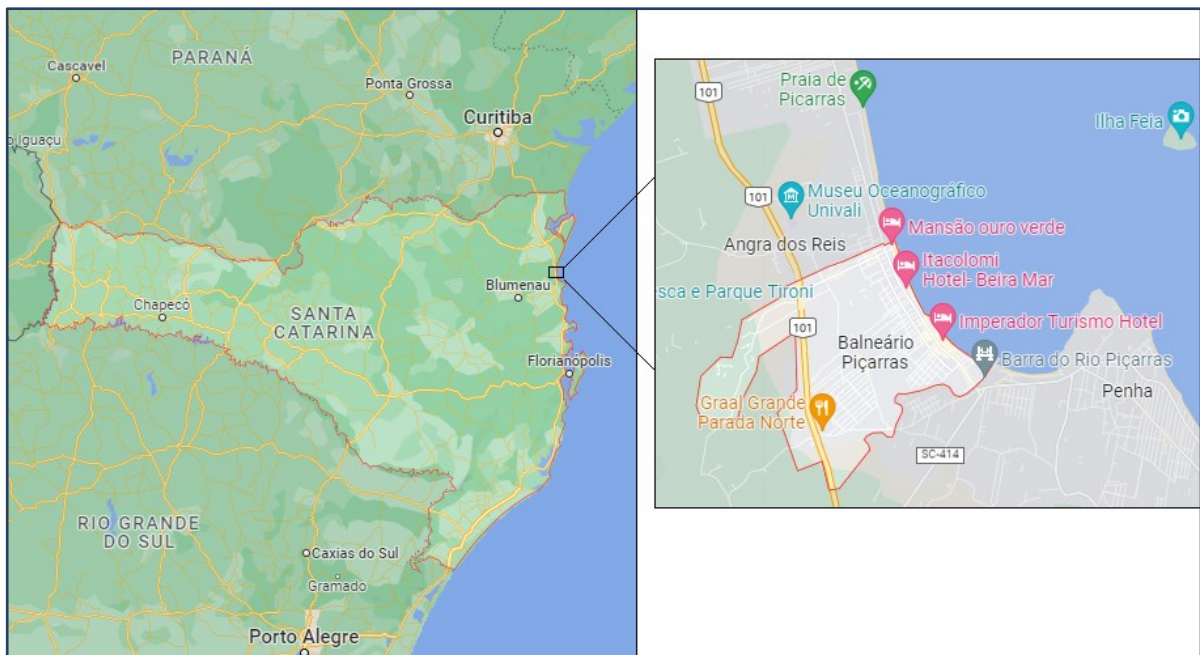 PARANÁ
Cascavel
Ponta Grossa
Curitiba
Iguaçu
Blumenau
Chapecó
SANTA
CATARINA
Florianópolis
RIO GRANDE
DO SUL
Caxias do Sul
Gramado
Porto Alegre
101
Praia de
Picarras
Ilha Feia
101
Museu Oceanográfico
Univali
Mansão ouro verde
Angra dos Reis
Itacolomi
Hotel- Beira Mar
sca e Parque Tironi
101
Imperador Turismo Hotel
Balneário
Piçarras
Barra do Rio Piçarras
Penha
Graal Grande
Parada Norte
SC-414